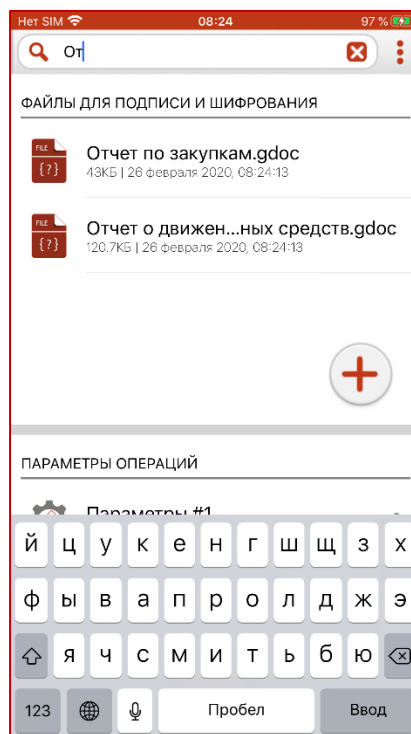 Нет SIM 08:24 97 %
От
ФАЙЛЫ ДЛЯ ПОДПИСИ И ШИФРОВАНИЯ
FILE
{?}
Отчет по закупкам.gdoc
43КБ | 26 февраля 2020, 08:24:13
FILE
{?}
Отчет о движен...ных средств.gdoc
120.7КБ | 26 февраля 2020, 08:24:13
ПАРАМЕТРЫ ОПЕРАЦИЙ
Параметры #1
й ц у к е н г ш щ з х
ф ы в а п р о л д ж э
я ч с м и т ь б ю
123 Пробел Ввод